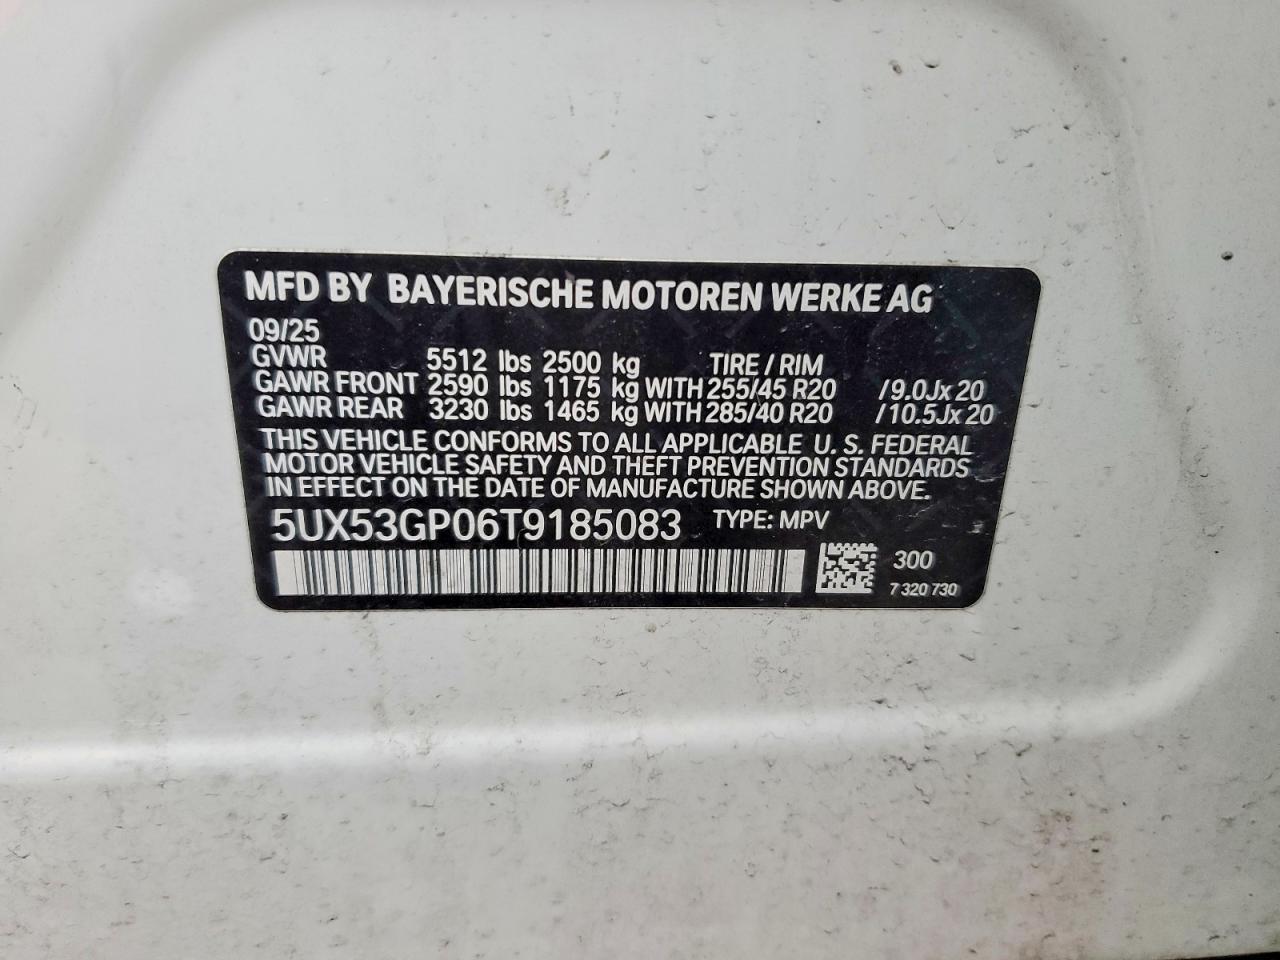 MFD BY BAYERISCHE MOTOREN WERKE AG
09/25
GVWR 5512 lbs 2500 kg TIRE / RIM
GAWR FRONT 2590 lbs 1175 kg WITH 255/45 R20 /9.0Jx20
GAWR REAR 3230 lbs 1465 kg WITH 285/40 R20 /10.5Jx20
THIS VEHICLE CONFORMS TO ALL APPLICABLE U. S. FEDERAL
MOTOR VEHICLE SAFETY AND THEFT PREVENTION STANDARDS
IN EFFECT ON THE DATE OF MANUFACTURE SHOWN ABOVE.
5UX53GP06T9185083 TYPE: MPV
300
7 320 730